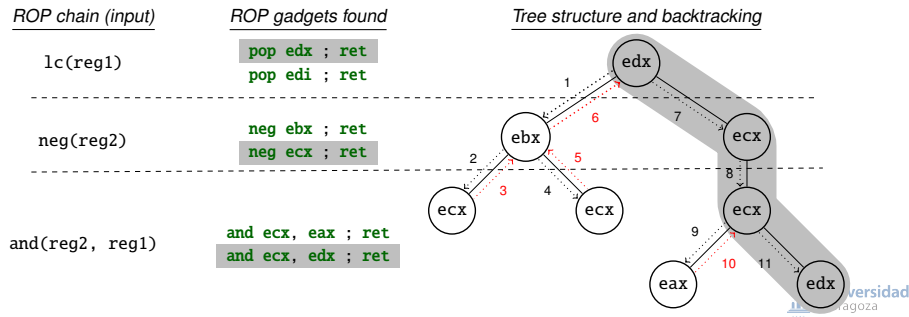 ROP chain (input)
ROP gadgets found
Tree structure and backtracking
lc(reg1)
pop edx ; ret
pop edi ; ret
edx
1
6
7
neg(reg2)
neg ebx ; ret
neg ecx ; ret
ebx
ecx
2
3
5
4
8
and(reg2, reg1)
and ecx, eax ; ret
and ecx, edx ; ret
ecx
ecx
ecx
9
10
11
eax
edx